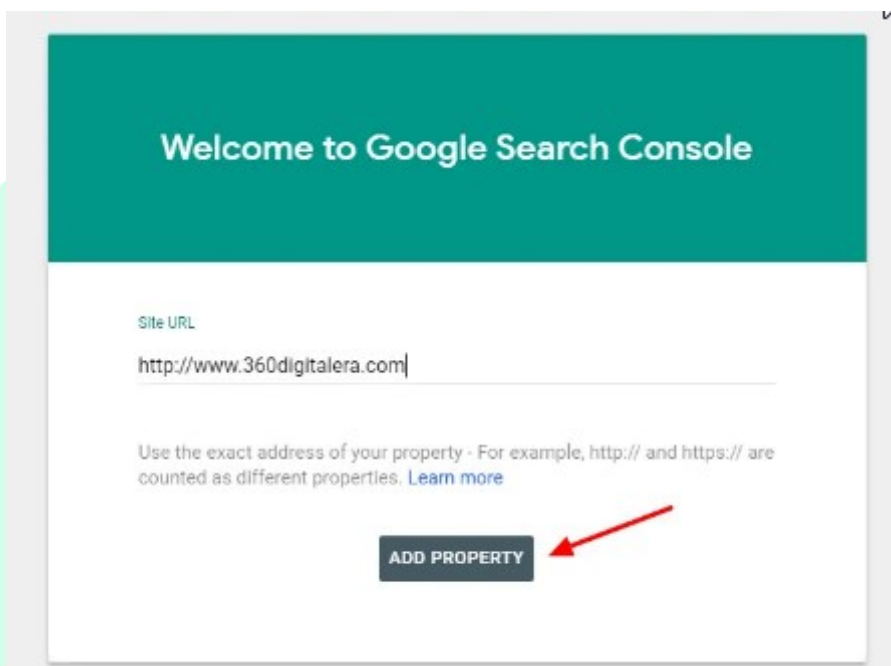 Welcome to Google Search Console
Site URL
http://www.360digitalera.com
Use the exact address of your property - For example, http:// and https:// are
counted as different properties. Learn more
ADD PROPERTY